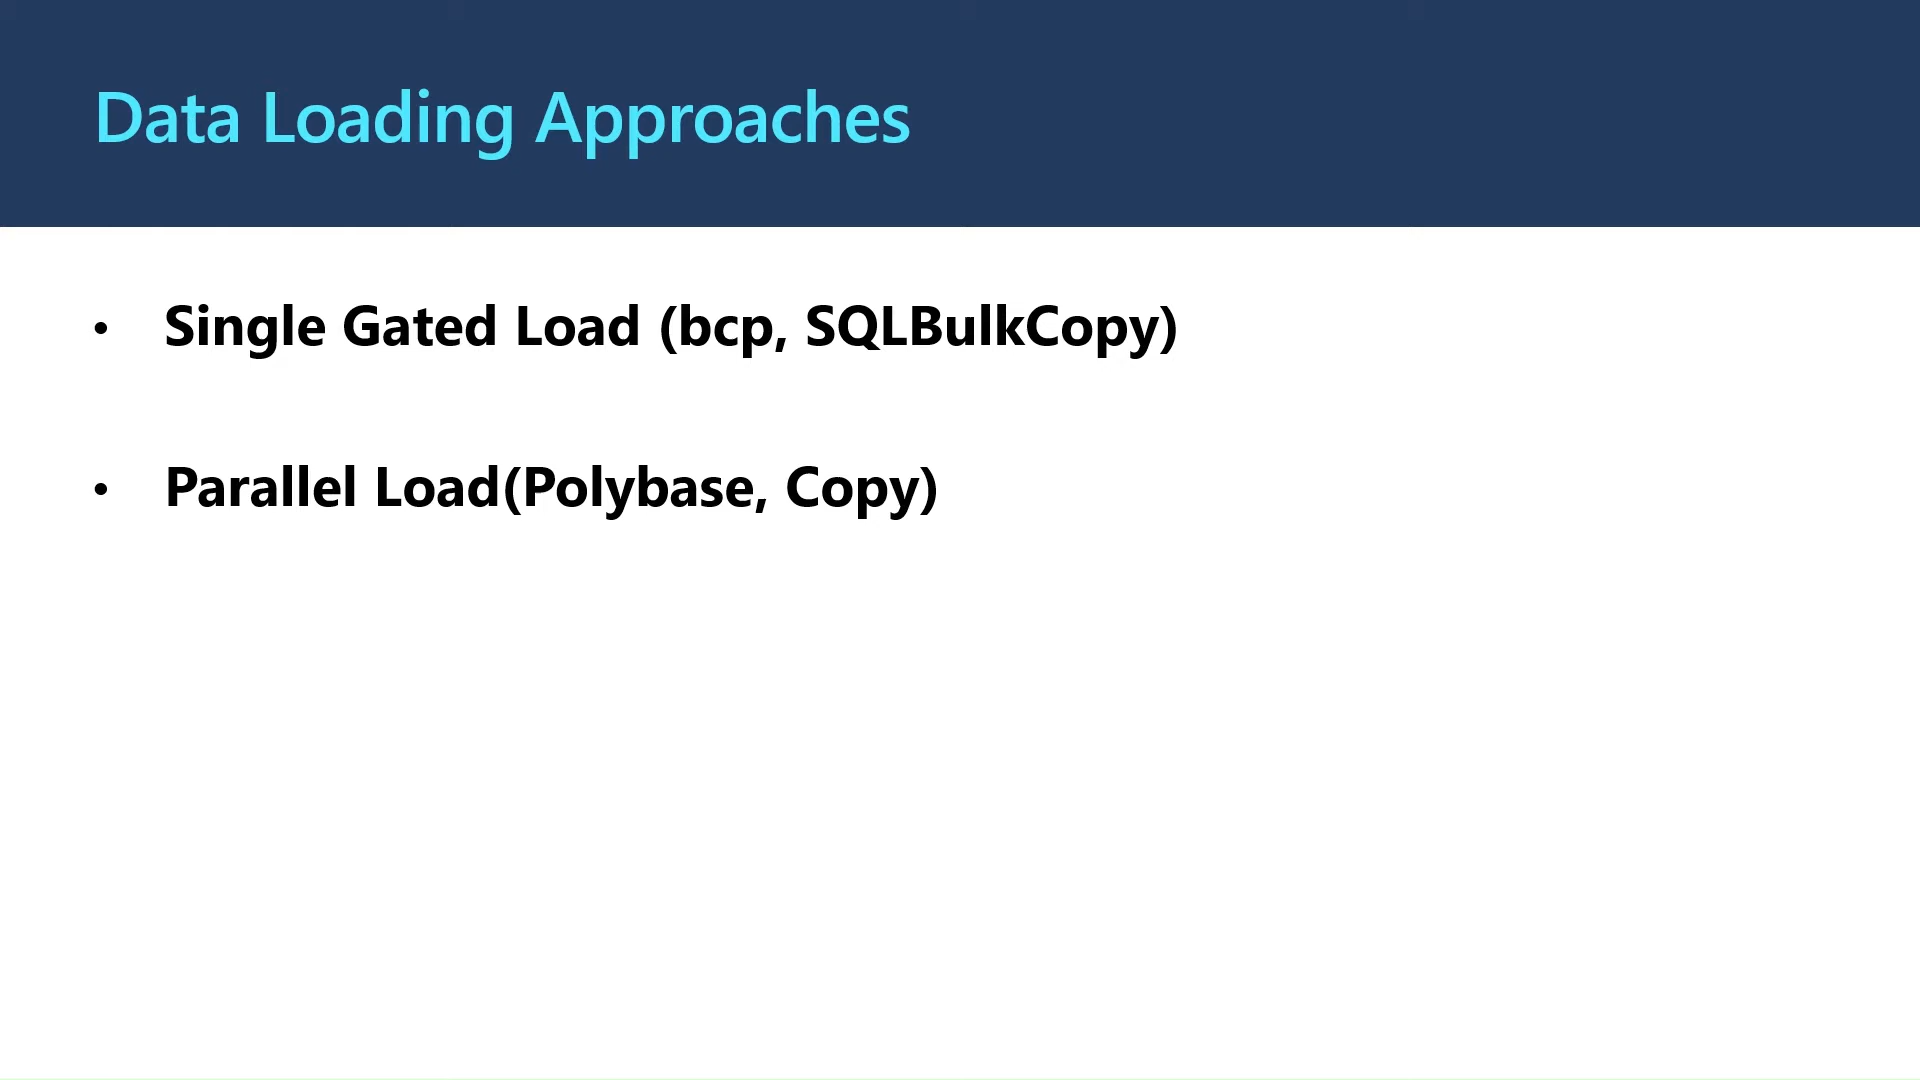 Data Loading Approaches
• Single Gated Load (bcp, SQLBulkCopy)
• Parallel Load(Polybase, Copy)